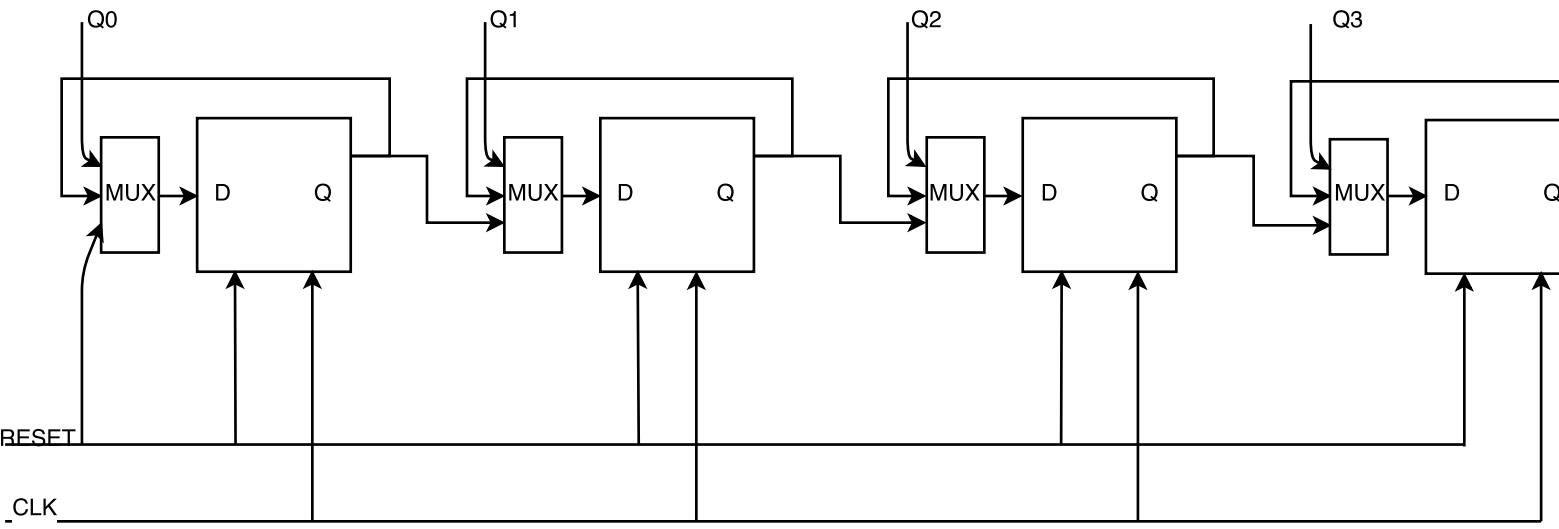 Q0 Q1 Q2 Q3
MUX D Q MUX D Q MUX D Q MUX D Q
RESET
CLK